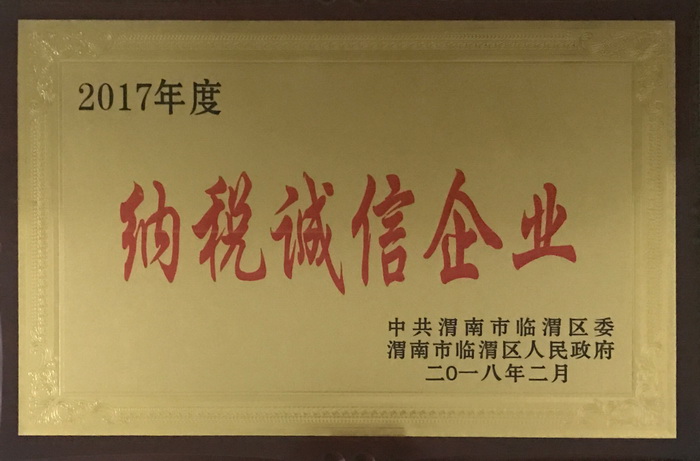 2017年度
纳税诚信企业
中共渭南市临渭区委
渭南市临渭区人民政府
二O一八年二月